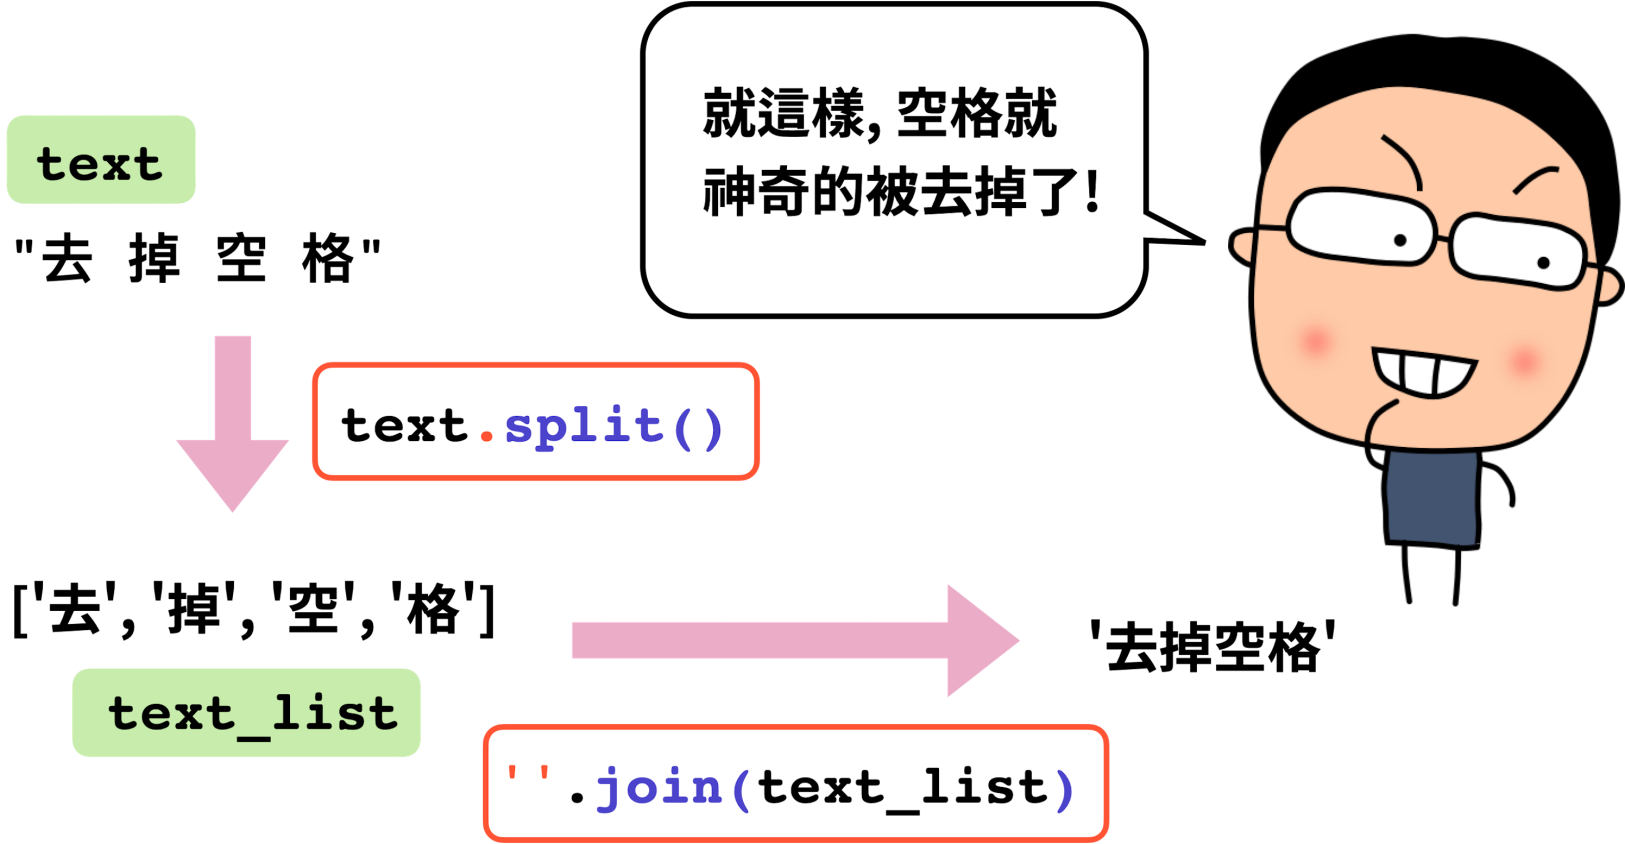 就這樣, 空格就
神奇的被去掉了!
text
"去 掉 空 格"
text.split()
['去', '掉', '空', '格']
text_list
''.join(text_list)
'去掉空格'